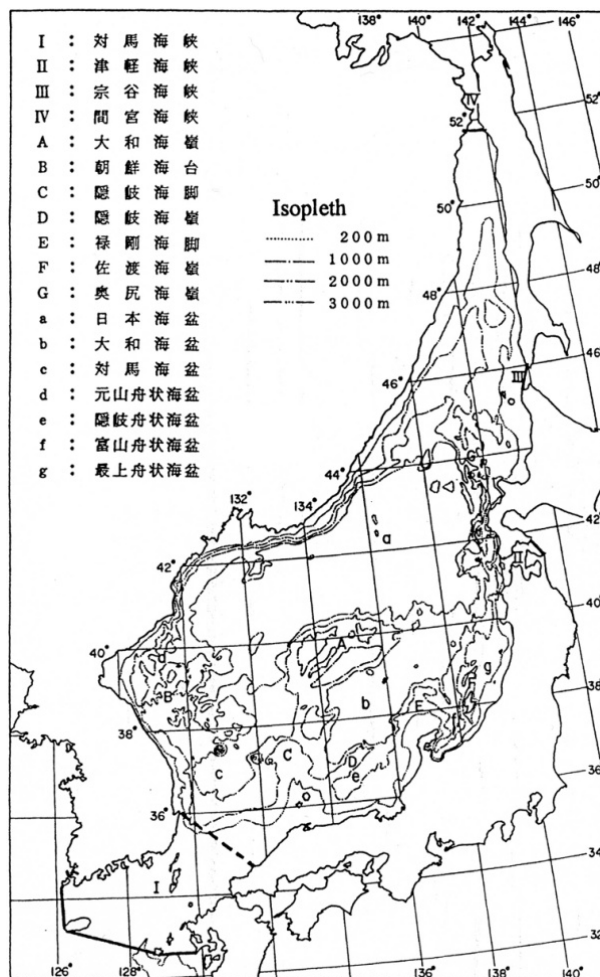 138° 140° 142° 144° 146°
I : 対馬海峡
II : 津軽海峡
III : 宗谷海峡
IV : 間宮海峡
A : 大和海嶺
B : 朝鮮海台
C : 隠岐海脚
D : 隠岐海嶺
E : 禄剛海脚
F : 佐渡海嶺
G : 奥尻海嶺
a : 日本海盆
b : 大和海盆
c : 対馬海盆
d : 元山舟状海盆
e : 隠岐舟状海盆
f : 富山舟状海盆
g : 最上舟状海盆
Isopleth
200m
1000m
2000m
3000m
IV
52°
52°
50°
50°
48°
48°
46°
III
46°
44°
G
44°
132° 134°
a
42°
42°
II
40°
40°
d
A
g
B
b
E
38°
38°
C
D
c
e
36°
36°
I
34°
32°
126° 128°
136° 138° 140°